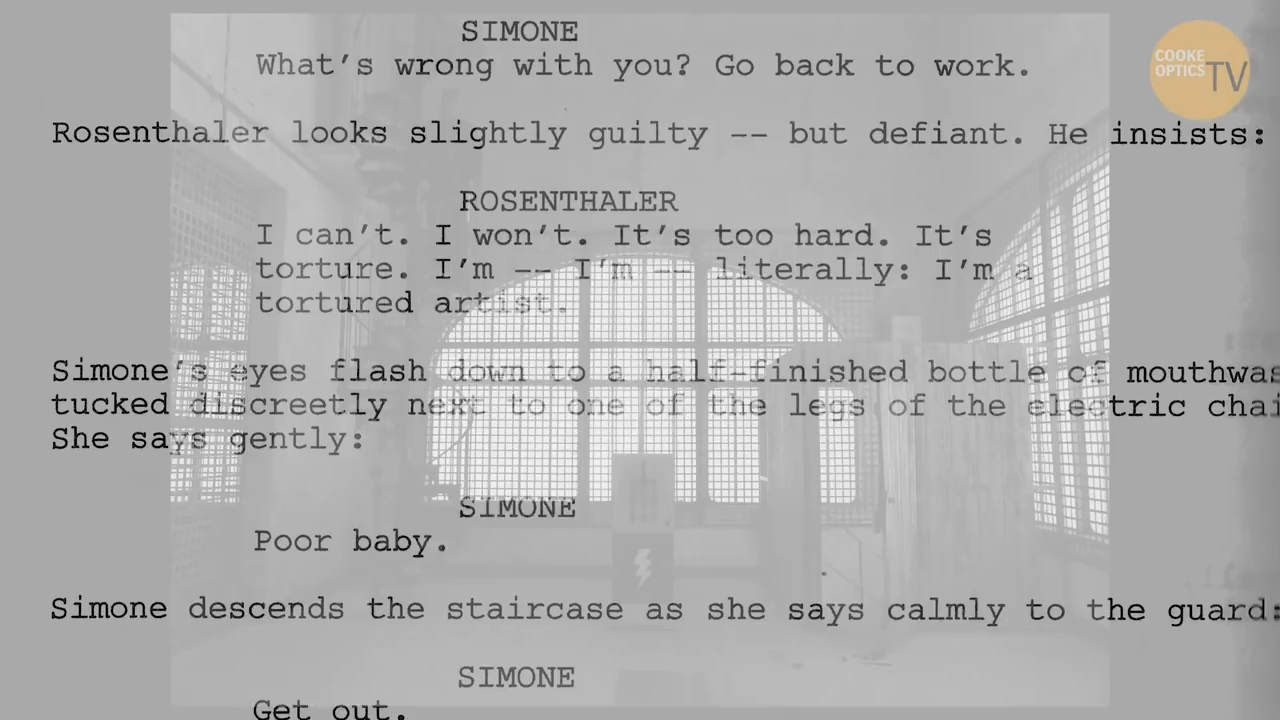 SIMONE
What's wrong with you? Go back to work.
COOKE
OPTICS TV
Rosenthaler looks slightly guilty -- but defiant. He insists:
ROSENTHALER
I can't. I won't. It's too hard. It's
torture. I'm -- I'm -- literally: I'm a
tortured artist.
Simone's eyes flash down to a half-finished bottle of
tucked discreetly next to one of the legs of the electric
She says gently:
SIMONE
Poor baby.
Simone descends the staircase as she says calmly to the guard:
SIMONE
Get out.